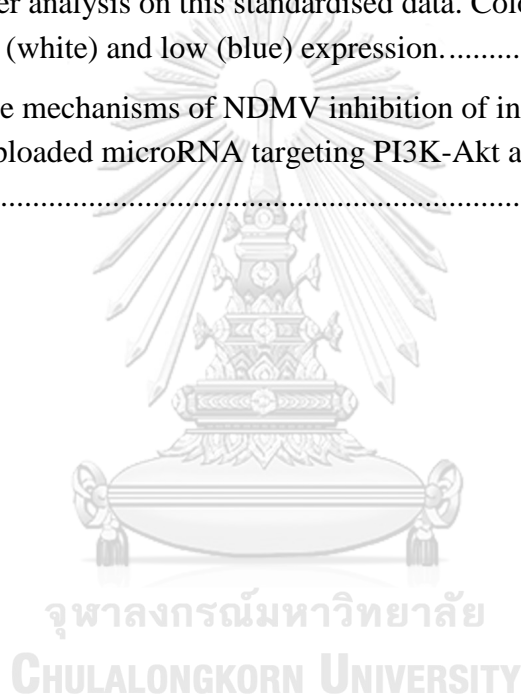 er analysis on this standardised data. Colo
(white) and low (blue) expression...........
e mechanisms of NDMV inhibition of in
ploaded microRNA targeting PI3K-Akt a
................................................................
จุฬาลงกรณ์มหาวิทยาลัย
CHULALONGKORN UNIVERSITY